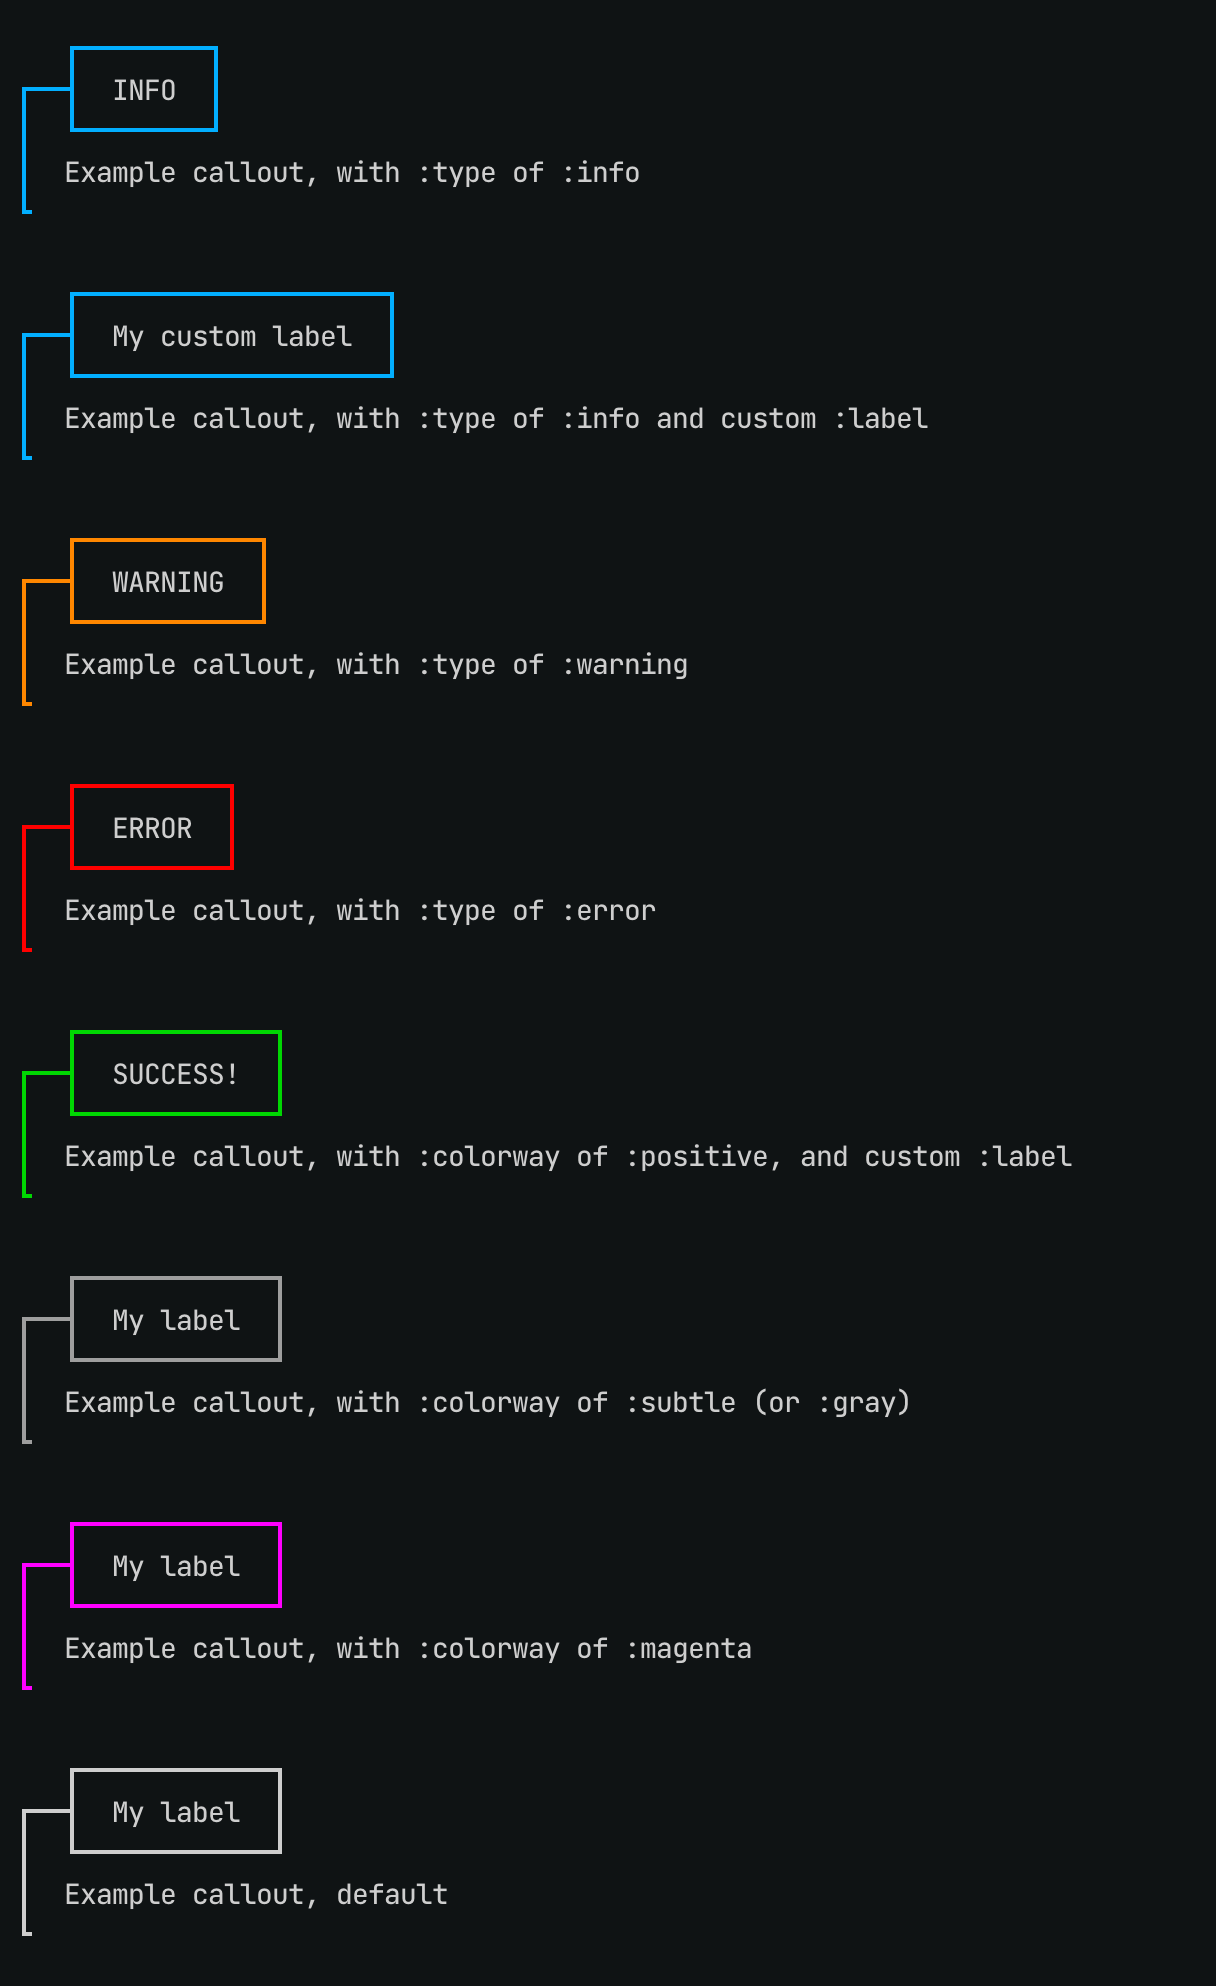 INFO
Example callout, with :type of :info
My custom label
Example callout, with :type of :info and custom :label
WARNING
Example callout, with :type of :warning
ERROR
Example callout, with :type of :error
SUCCESS!
Example callout, with :colorway of :positive, and custom :label
My label
Example callout, with :colorway of :subtle (or :gray)
My label
Example callout, with :colorway of :magenta
My label
Example callout, default